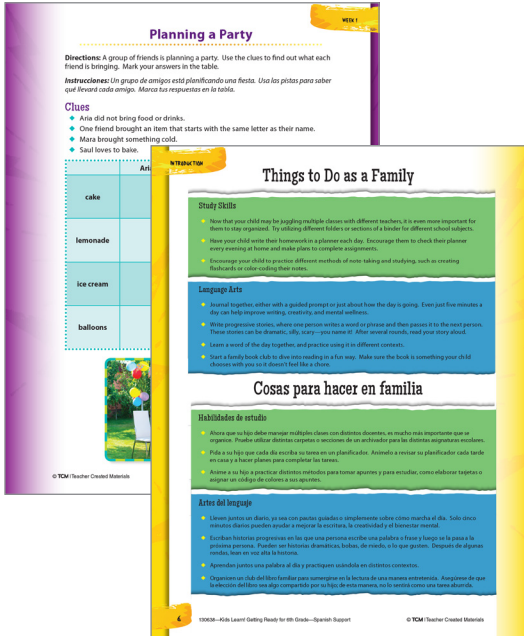 WEEK 1
Planning a Party
Directions: A group of friends is planning a party. Use the clues to find out what each
friend is bringing. Mark your answers in the table.
Instrucciones: Un grupo de amigos está planificando una fiesta. Usa las pistas para saber
qué llevará cada amigo. Marca tus respuestas en la tabla.
Clues
Aria did not bring food or drinks.
One friend brought an item that starts with the same letter as their name.
Mara brought something cold.
Saul loves to bake.
cake
lemonade
ice cream
balloons
© TCM | Teacher Created Materials
INTRODUCTION
Things to Do as a Family
Study Skills
Now that your child may be juggling multiple classes with different teachers, it is even more important for
them to stay organized. Try utilizing different folders or sections of a binder for different school subjects.
Have your child write their homework in a planner each day. Encourage them to check their planner
every evening at home and make plans to complete assignments.
Encourage your child to practice different methods of note-taking and studying, such as creating
flashcards or color-coding their notes.
Language Arts
Journal together, either with a guided prompt or just about how the day is going. Even just five minutes a
day can help improve writing, creativity, and mental wellness.
Write progressive stories, where one person writes a word or phrase and then passes it to the next person.
These stories can be dramatic, silly, scary—you name it! After several rounds, read your story aloud.
Learn a word of the day together, and practice using it in different contexts.
Start a family book club to dive into reading in a fun way. Make sure the book is something your child
chooses with you so it doesn't feel like a chore.
Cosas para hacer en familia
Habilidades de estudio
Ahora que su hijo debe manejar múltiples clases con distintos docentes, es mucho más importante que se
organice. Pruebe utilizar distintas carpetas o secciones de un archivador para las distintas asignaturas escolares.
Pida a su hijo que cada día escriba su tarea en un planificador. Anímelo a revisar su planificador cada tarde
en casa y a hacer planes para completar las tareas.
Anime a su hijo a practicar distintos métodos para tomar apuntes y para estudiar, como elaborar tarjetas o
asignar un código de colores a sus apuntes.
Artes del lenguaje
Lleven juntos un diario, ya sea con pautas guiadas o simplemente sobre cómo marcha el día. Solo cinco
minutos diarios pueden ayudar a mejorar la escritura, la creatividad y el bienestar mental.
Escriban historias progresivas en las que una persona escribe una palabra o frase y luego se la pasa a la
próxima persona. Pueden ser historias dramáticas, bobas, de miedo, o lo que gusten. Después de algunas
rondas, lean en voz alta la historia.
Aprendan juntos una palabra al día y practiquen usándola en distintos contextos.
Organicen un club del libro familiar para sumergirse en la lectura de una manera entretenida. Asegúrese de que
la elección del libro sea algo compartido por su hijo; de esta manera, no lo sentirá como una tarea aburrida.
6
130638—Kids Learn! Getting Ready for 6th Grade—Spanish Support
© TCM | Teacher Created Materials